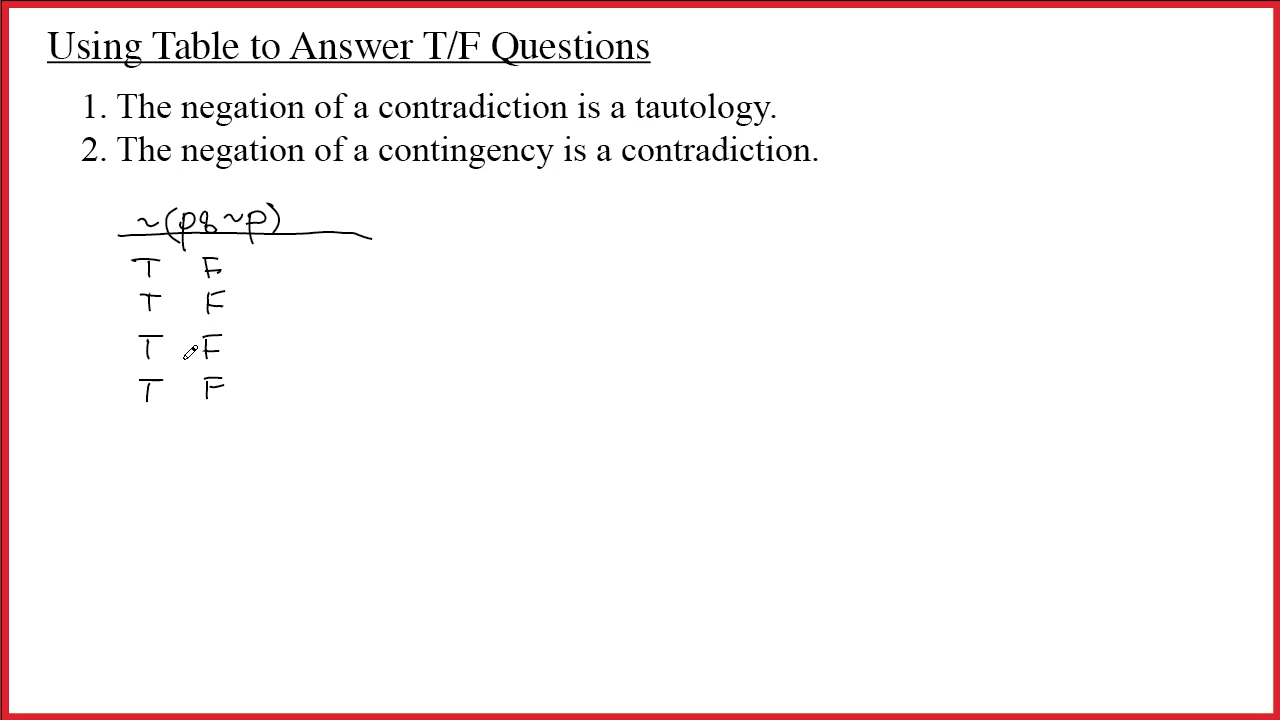 Using Table to Answer T/F Questions
1. The negation of a contradiction is a tautology.
2. The negation of a contingency is a contradiction.
~(p & ~p)
T F
T F
T F
T F